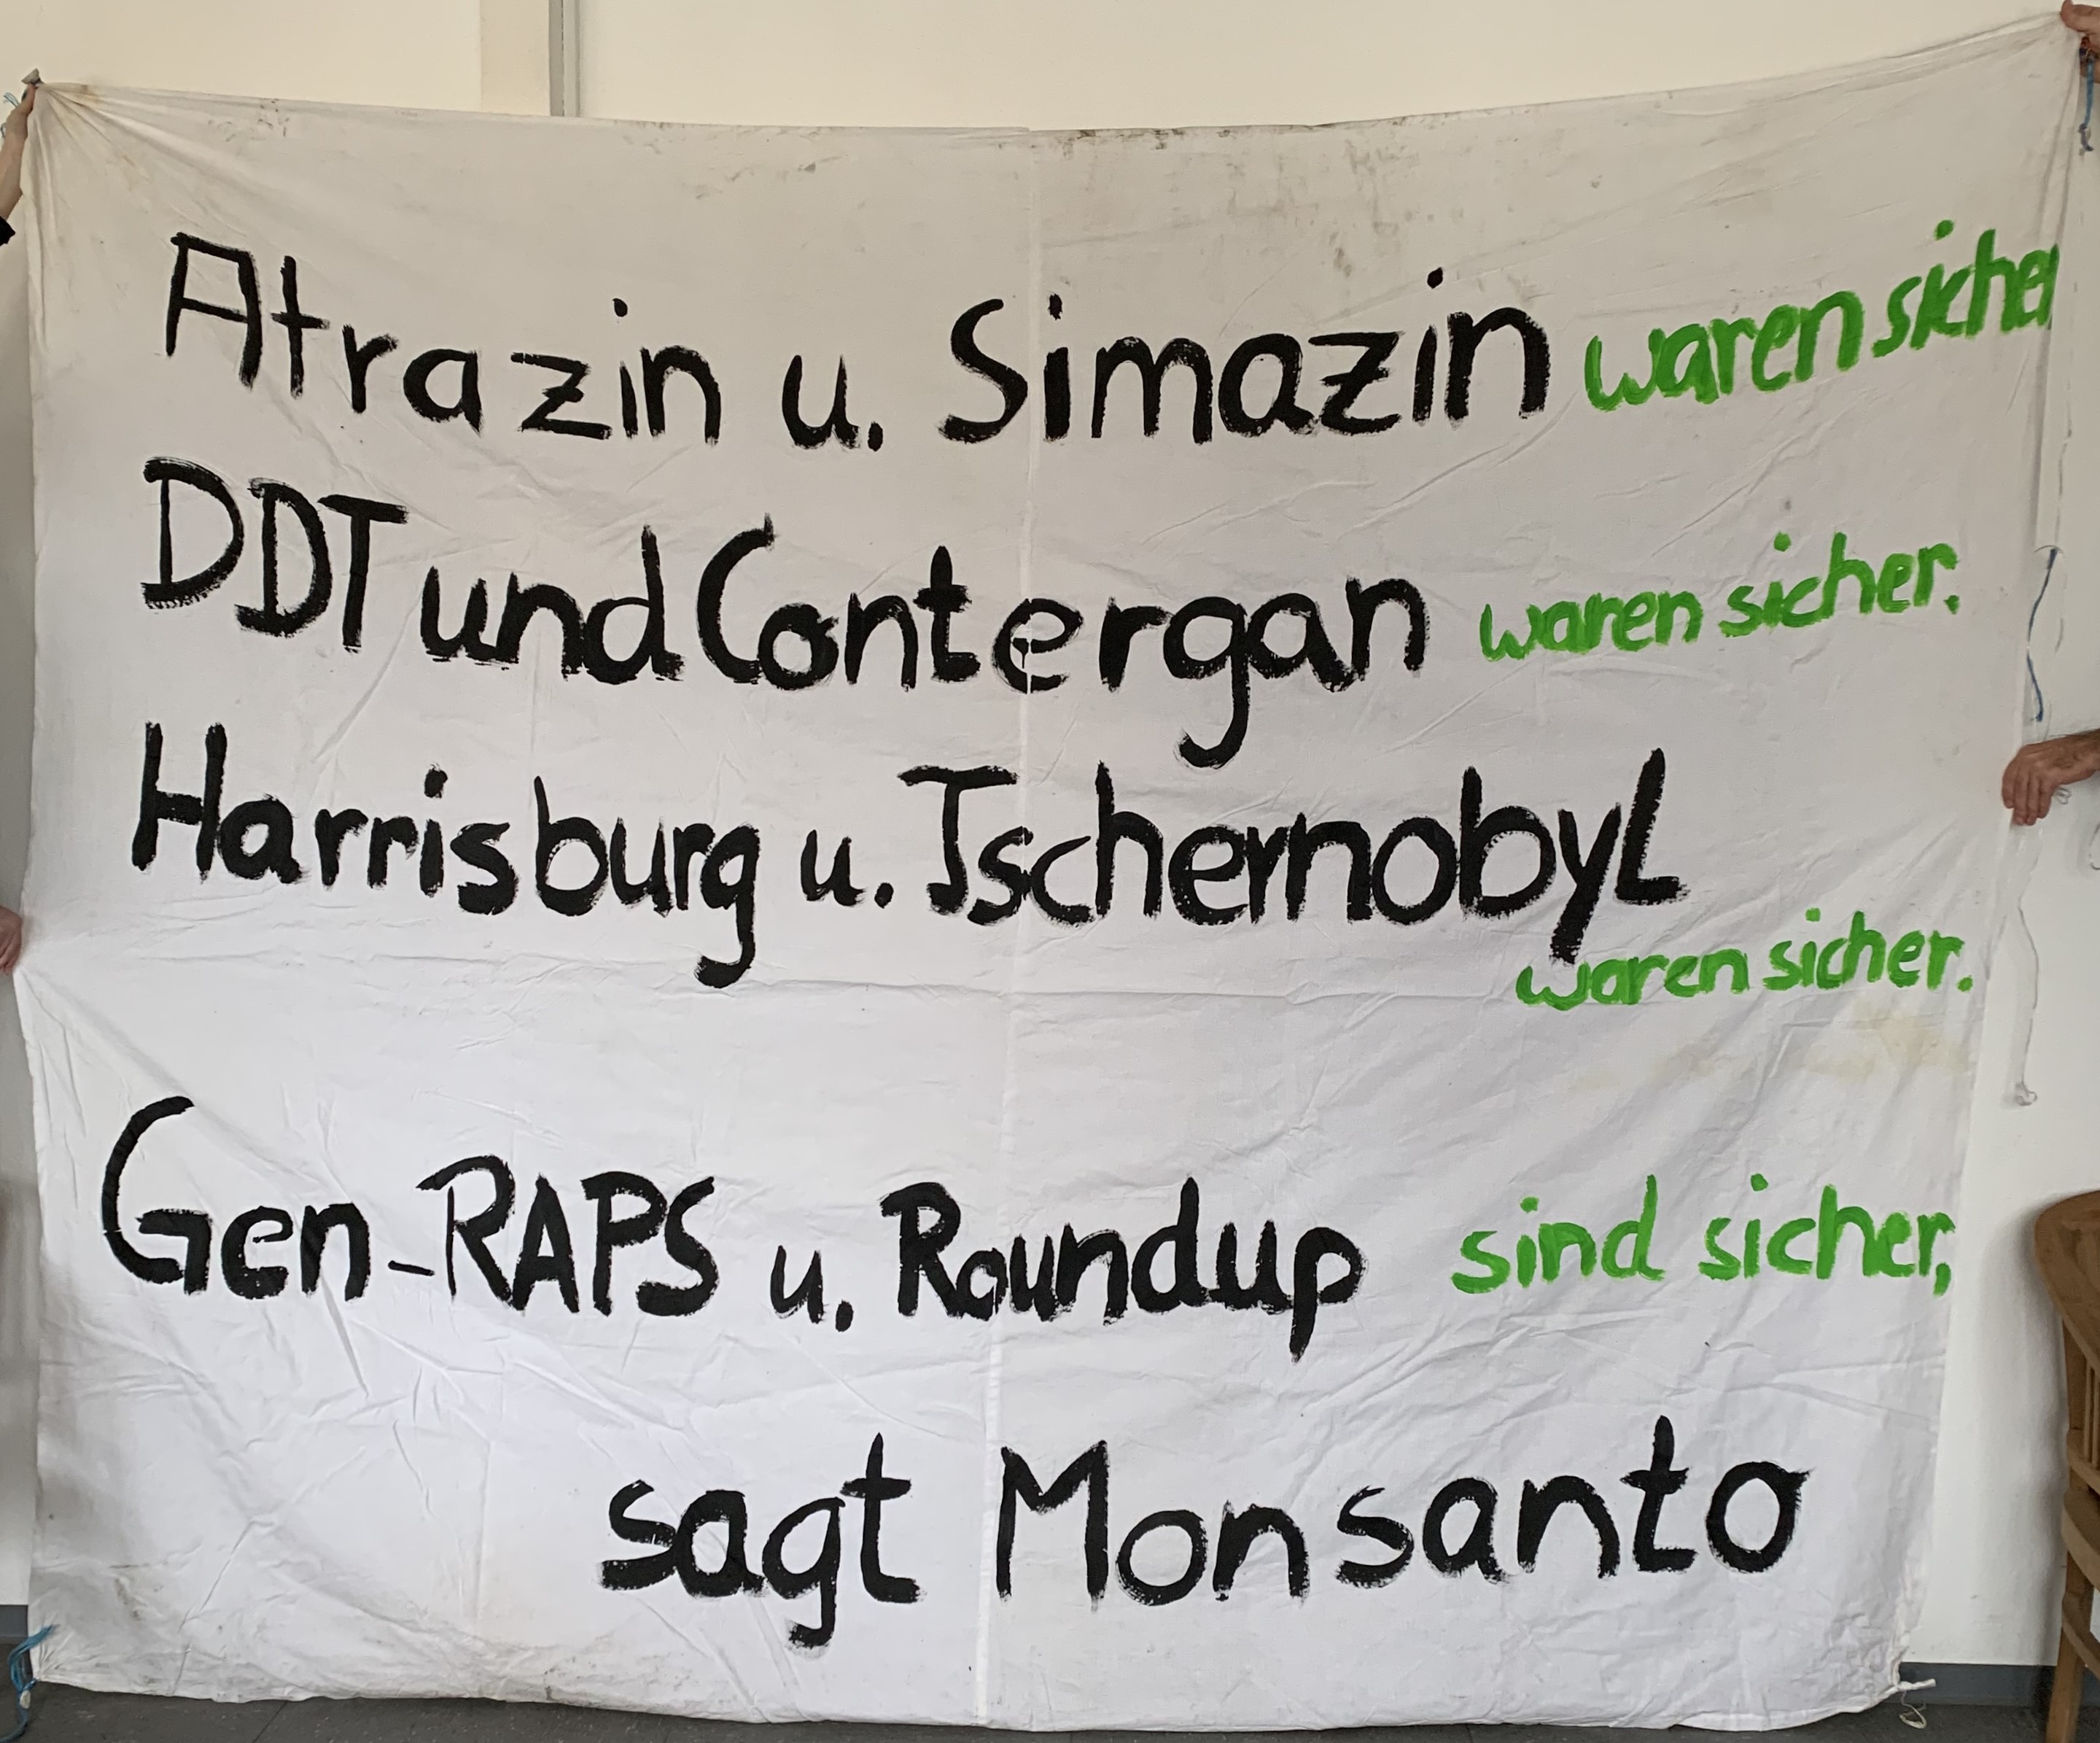 Atrazin u. Simazin waren sicher
DDT und Contergan waren sicher.
Harrisburg u. Tschernobyl
waren sicher.
Gen-RAPS u. Roundup sind sicher,
sagt Monsanto